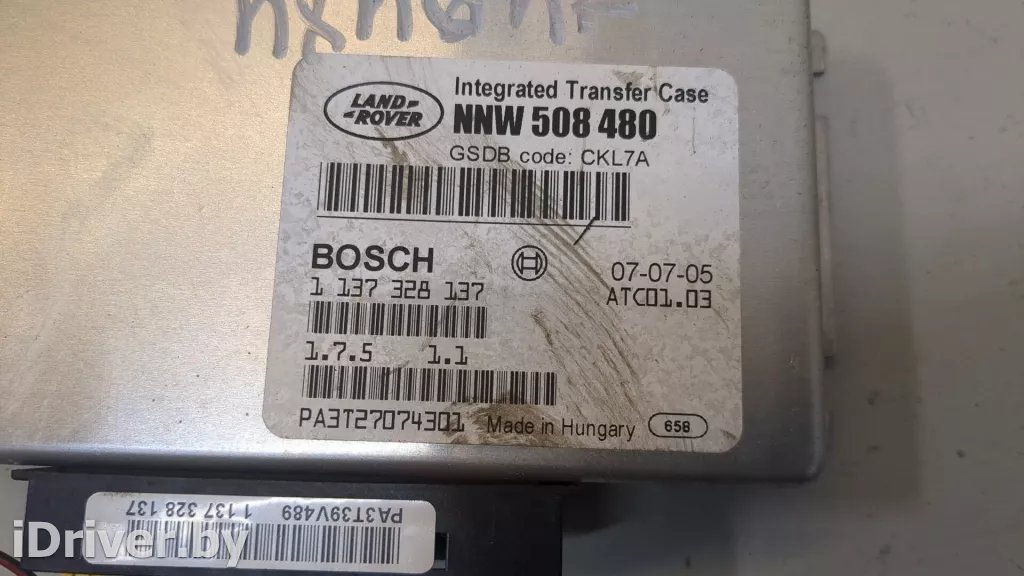 LAND-
-ROVER
Integrated Transfer Case
NNW 508 480
GSDB code: CKL7A
BOSCH
07-07-05
1 137 328 137
ATC01.03
1.7.5 1.1
PA3T27074301 Made in Hungary 658
PA3T39V489
1 137 328 137
iDriver.by